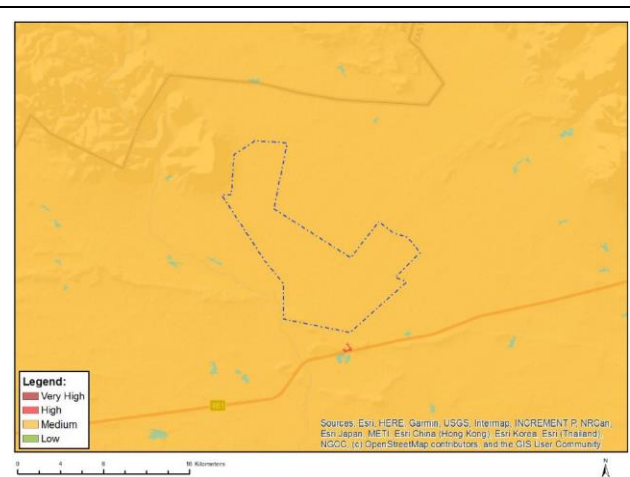 Legend:
Very High
High
Medium
Low
Sources: Esri, HERE, Garmin, USGS, Intermap, INCREMENT P, NRCan,
Esri Japan, METI, Esri China (Hong Kong), Esri Korea, Esri (Thailand),
NGCC, (c) OpenStreetMap contributors, and the GIS User Community
0 4 8 16 Kilometers
N